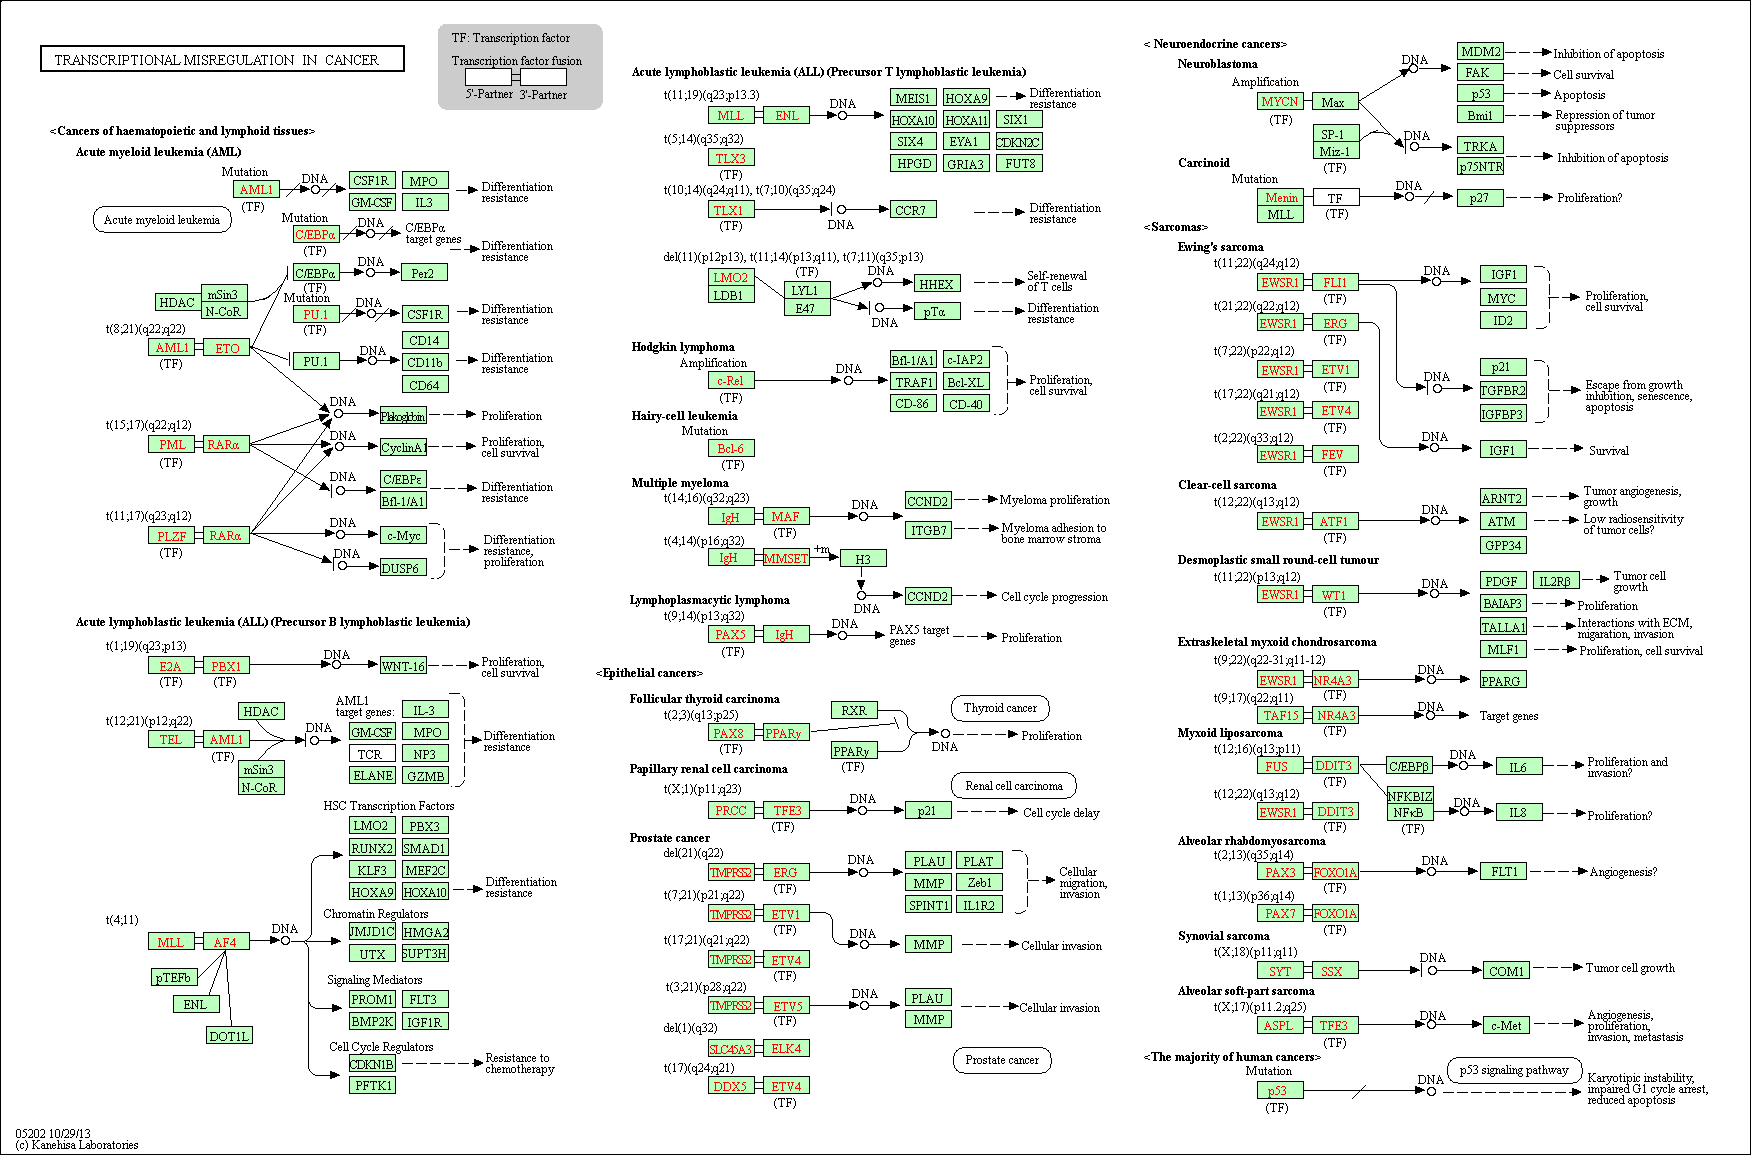 TRANSCRIPTIONAL MISREGULATION IN CANCER
TF: Transcription factor
Transcription factor fusion
5'-Partner 3'-Partner
<Cancers of haematopoietic and lymphoid tissues>
Acute myeloid leukemia (AML)
Mutation
AML1
(TF)
DNA
CSF1R MPO
GM-CSF IL3
Differentiation
resistance
Acute myeloid leukemia
Mutation
C/EBPα
(TF)
DNA
C/EBPα
target genes
Differentiation
resistance
C/EBPα
(TF)
DNA
Per2
HDAC
mSin3
N-CoR
Mutation
PU.1
(TF)
DNA
CSF1R
Differentiation
resistance
t(8;21)(q22;q22)
AML1 ETO
(TF)
PU.1
DNA
CD14
CD11b
CD64
Differentiation
resistance
DNA
Plakoglobin
Proliferation
t(15;17)(q22;q12)
PML RARα
(TF)
DNA
CyclinA1
Proliferation,
cell survival
DNA
C/EBPε
Bfl-1/A1
Differentiation
resistance
t(11;17)(q23;q12)
PLZF RARα
(TF)
DNA
c-Myc
DNA
DUSP6
Differentiation
resistance,
proliferation
Acute lymphoblastic leukemia (ALL) (Precursor B lymphoblastic leukemia)
t(1;19)(q23;p13)
E2A PBX1
(TF) (TF)
DNA
WNT-16
Proliferation,
cell survival
t(12;21)(p12;q22)
TEL AML1
(TF)
HDAC
mSin3
N-CoR
DNA
AML1
target genes:
IL-3
GM-CSF MPO
TCR NP3
ELANE GZMB
Differentiation
resistance
HSC Transcription Factors
LMO2 PBX3
RUNX2 SMAD1
KLF3 MEF2C
HOXA9 HOXA10
Differentiation
resistance
t(4;11)
MLL AF4
pTEFb
ENL
DOT1L
DNA
Chromatin Regulators
JMJD1C HMGA2
UTX SUPT3H
Signaling Mediators
PROM1 FLT3
BMP2K IGF1R
Cell Cycle Regulators
CDKN1B
PFTK1
Resistance to
chemotherapy
05202 10/29/13
(c) Kanehisa Laboratories
Acute lymphoblastic leukemia (ALL) (Precursor T lymphoblastic leukemia)
t(11;19)(q23;p13.3)
MLL ENL
DNA
MEIS1 HOXA9
HOXA10 HOXA11 SIX1
SIX4 EYA1 CDKN2C
HPGD GRIA3 FUT8
Differentiation
resistance
t(5;14)(q35;q32)
TLX3
(TF)
t(10;14)(q24;q11), t(7;10)(q35;q24)
TLX1
(TF)
DNA
CCR7
Differentiation
resistance
del(11)(p12p13), t(11;14)(p13;q11), t(7;11)(q35;p13)
LMO2
LDB1
(TF)
LYL1
E47
DNA
HHEX
Self-renewal
of T cells
DNA
pTα
Differentiation
resistance
Hodgkin lymphoma
Amplification
c-Rel
(TF)
DNA
Bfl-1/A1 c-IAP2
TRAF1 Bcl-XL
CD-86 CD-40
Proliferation,
cell survival
Hairy-cell leukemia
Mutation
Bcl-6
(TF)
Multiple myeloma
t(14;16)(q32;q23)
IgH MAF
(TF)
DNA
CCND2
Myeloma proliferation
ITGB7
Myeloma adhesion to
bone marrow stroma
t(4;14)(p16;q32)
IgH MMSET
+m
H3
DNA
CCND2
Cell cycle progression
Lymphoplasmacytic lymphoma
t(9;14)(p13;q32)
PAX5 IgH
(TF)
DNA
PAX5 target
genes
Proliferation
<Epithelial cancers>
Follicular thyroid carcinoma
t(2;3)(q13;p25)
PAX8 PPARγ
(TF)
RXR
PPARγ
(TF)
DNA
Thyroid cancer
Proliferation
Papillary renal cell carcinoma
t(X;1)(p11;q23)
PRCC TFE3
(TF)
DNA
p21
Renal cell carcinoma
Cell cycle delay
Prostate cancer
del(21)(q22)
TMPRSS2 ERG
(TF)
DNA
PLAU PLAT
MMP Zeb1
SPINT1 IL1R2
Cellular
migration,
invasion
t(7;21)(p21;q22)
TMPRSS2 ETV1
(TF)
t(17;21)(q21;q22)
TMPRSS2 ETV4
(TF)
DNA
MMP
Cellular invasion
t(3;21)(p28;q22)
TMPRSS2 ETV5
(TF)
DNA
PLAU
MMP
Cellular invasion
del(1)(q32)
SLC45A3 ELK4
t(17)(q24;q21)
DDX5 ETV4
(TF)
Prostate cancer
< Neuroendocrine cancers>
Neuroblastoma
Amplification
MYCN Max
(TF)
DNA
MDM2
Inhibition of apoptosis
FAK
Cell survival
p53
Apoptosis
Bmi1
Repression of tumor
suppressors
SP-1
Miz-1
(TF)
DNA
TRKA
p75NTR
Inhibition of apoptosis
Carcinoid
Mutation
Menin
MLL
TF
(TF)
DNA
p27
Proliferation?
<Sarcomas>
Ewing's sarcoma
t(11;22)(q24;q12)
EWSR1 FLI1
(TF)
DNA
IGF1
MYC
ID2
Proliferation,
cell survival
t(21;22)(q22;q12)
EWSR1 ERG
(TF)
t(7;22)(p22;q12)
EWSR1 ETV1
(TF)
DNA
p21
TGFBR2
IGFBP3
Escape from growth
inhibition, senescence,
apoptosis
t(17;22)(q21;q12)
EWSR1 ETV4
(TF)
t(2;22)(q33;q12)
EWSR1 FEV
(TF)
DNA
IGF1
Survival
Clear-cell sarcoma
t(12;22)(q13;q12)
EWSR1 ATF1
(TF)
DNA
ARNT2
Tumor angiogenesis,
growth
ATM
Low radiosensitivity
of tumor cells?
GPP34
Desmoplastic small round-cell tumour
t(11;22)(p13;q12)
EWSR1 WT1
(TF)
DNA
PDGF IL2Rβ
Tumor cell
growth
BAIAP3
Proliferation
TALLA1
Interactions with ECM,
migaration, invasion
MLF1
Proliferation, cell survival
Extraskeletal myxoid chondrosarcoma
t(9;22)(q22-31;q11-12)
EWSR1 NR4A3
(TF)
DNA
PPARG
t(9;17)(q22;q11)
TAF15 NR4A3
(TF)
DNA
Target genes
Myxoid liposarcoma
t(12;16)(q13;p11)
FUS DDIT3
(TF)
C/EBPβ
DNA
IL6
Proliferation and
invasion?
t(12;22)(q13;q12)
EWSR1 DDIT3
(TF)
NFKBIZ
NFκB
(TF)
DNA
IL8
Proliferation?
Alveolar rhabdomyosarcoma
t(2;13)(q35;q14)
PAX3 FOXO1A
(TF)
DNA
FLT1
Angiogenesis?
t(1;13)(p36;q14)
PAX7 FOXO1A
(TF)
Synovial sarcoma
t(X;18)(p11;q11)
SYT SSX
(TF)
DNA
COM1
Tumor cell growth
Alveolar soft-part sarcoma
t(X;17)(p11.2;q25)
ASPL TFE3
(TF)
DNA
c-Met
Angiogenesis,
proliferation,
invasion, metastasis
<The majority of human cancers>
Mutation
p53
(TF)
DNA
p53 signaling pathway
Karyotipic instability,
impaired G1 cycle arrest,
reduced apoptosis